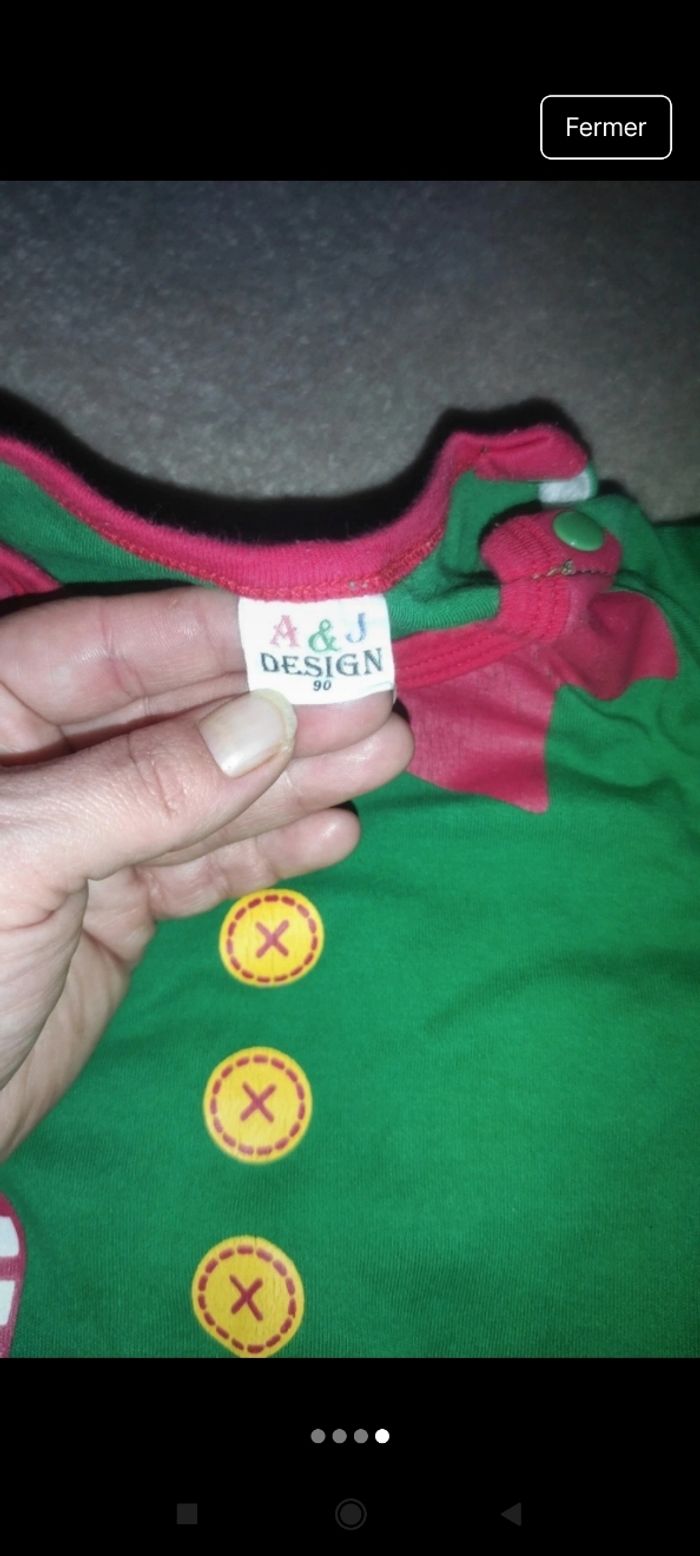 Fermer
A & J
DESIGN
90